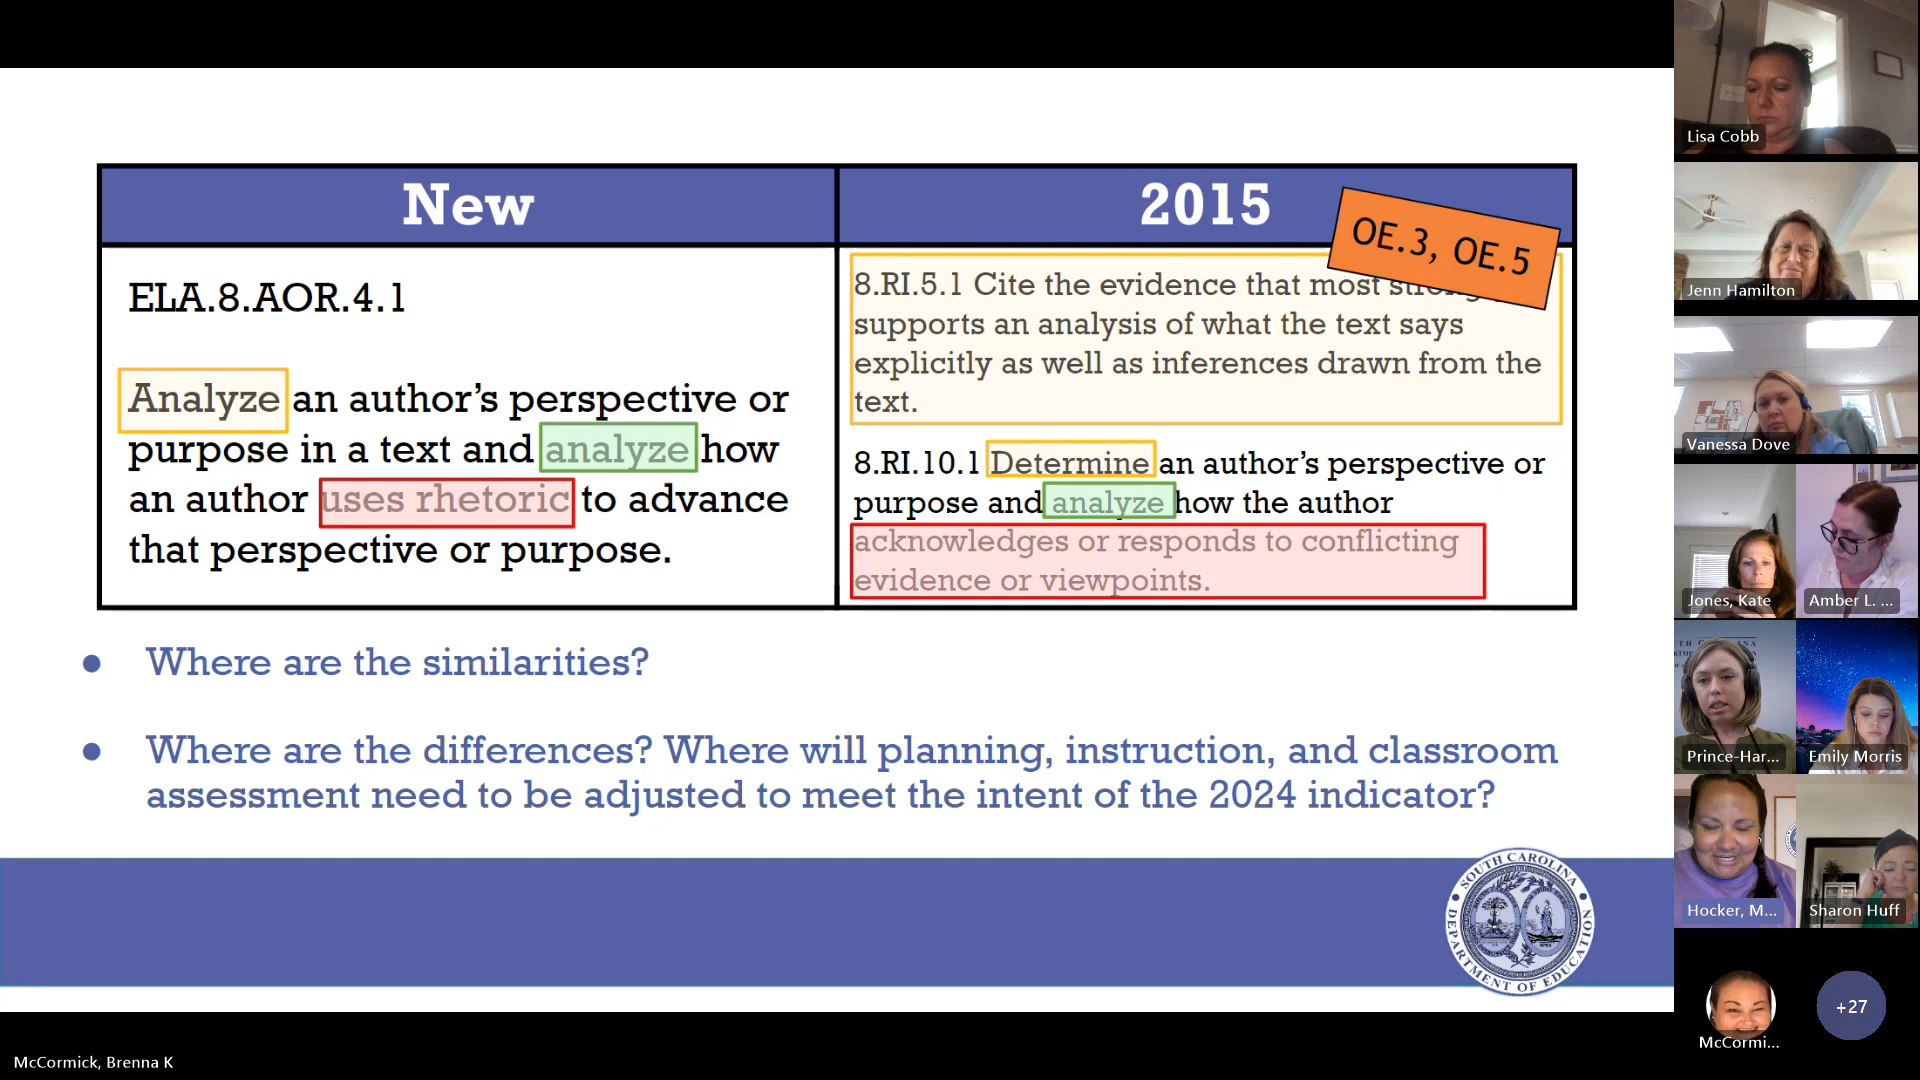 New
2015
OE.3, OE.5
ELA.8.AOR.4.1
Analyze an author's perspective or
purpose in a text and analyze how
an author uses rhetoric to advance
that perspective or purpose.
8.RI.5.1 Cite the evidence that most
supports an analysis of what the text says
explicitly as well as inferences drawn from the
text.
8.RI.10.1 Determine an author's perspective or
purpose and analyze how the author
acknowledges or responds to conflicting
evidence or viewpoints.
● Where are the similarities?
● Where are the differences? Where will planning, instruction, and classroom
assessment need to be adjusted to meet the intent of the 2024 indicator?
SOUTH CAROLINA
DEPARTMENT OF EDUCATION
McCormick, Brenna K
Lisa Cobb
Jenn Hamilton
Vanessa Dove
Jones, Kate
Amber L. ...
Prince-Har...
Emily Morris
Hocker, M...
Sharon Huff
McCormi...
+27